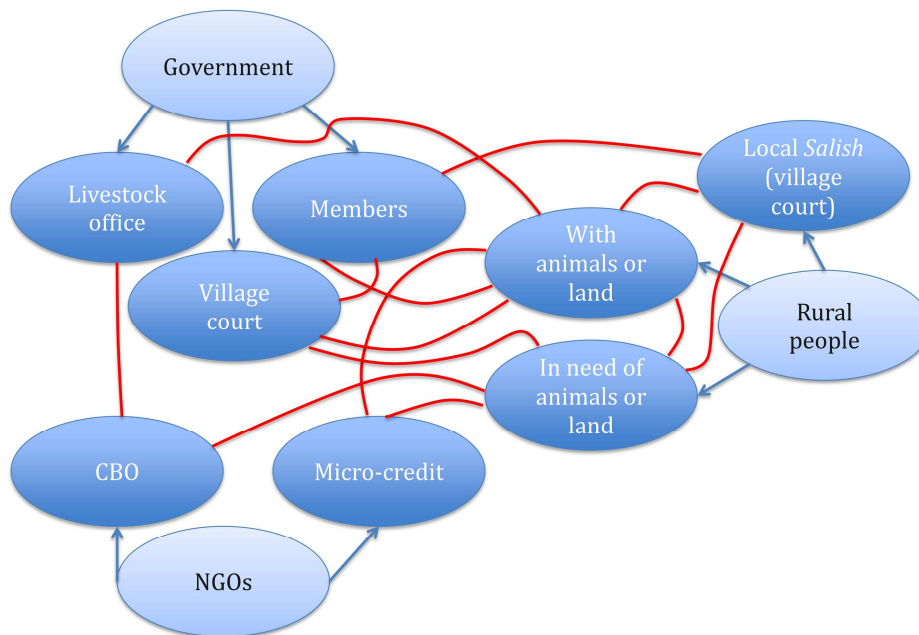 Government
Livestock
office
Members
Local Salish
(village
court)
With
animals or
land
Village
court
Rural
people
In need of
animals or
land
CBO
Micro-credit
NGOs